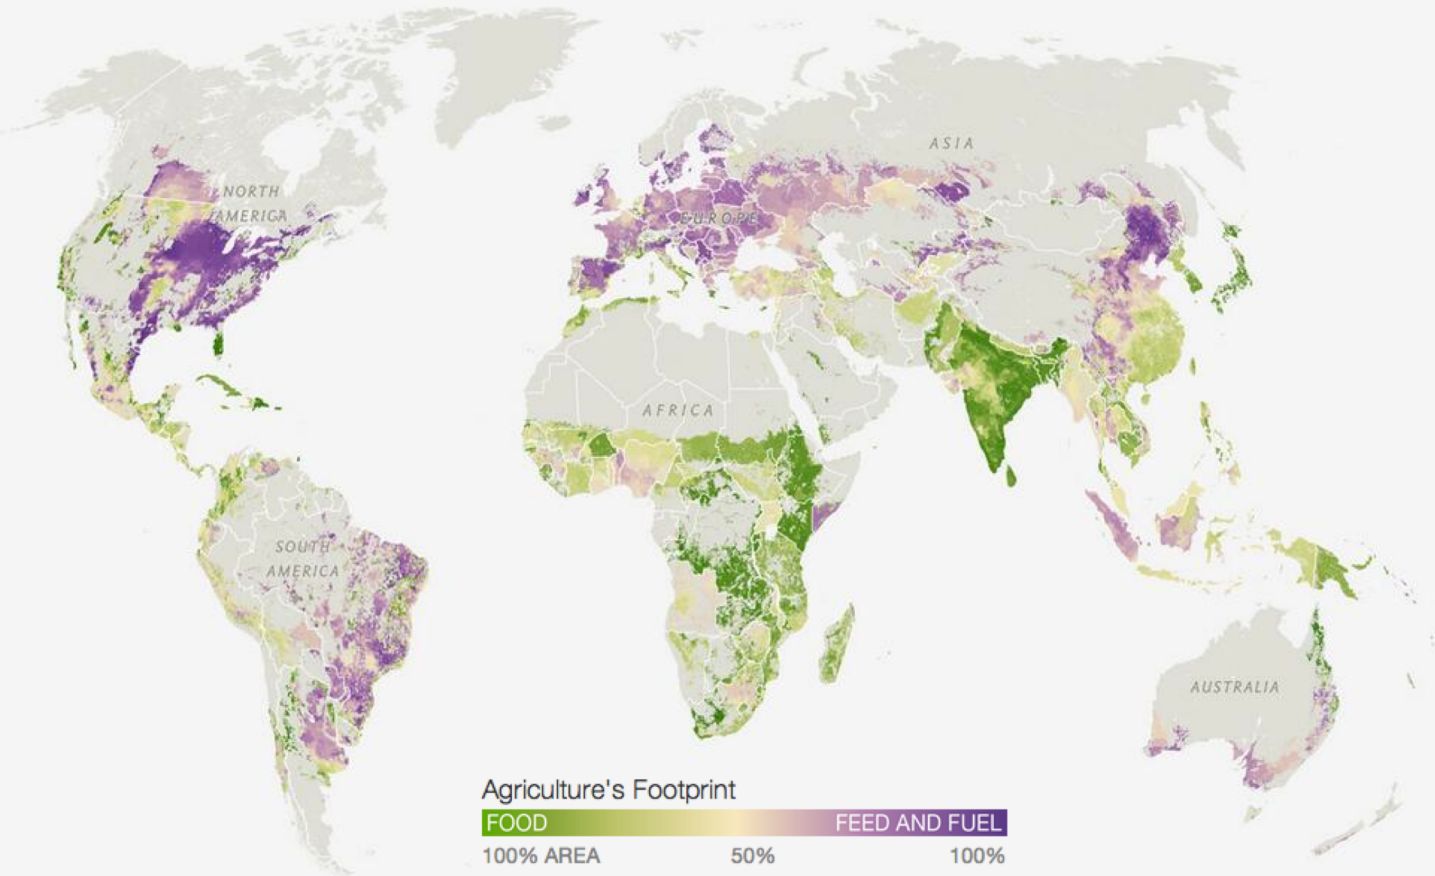 ASIA
NORTH
AMERICA
EUROPE
AFRICA
SOUTH
AMERICA
AUSTRALIA
Agriculture's Footprint
FOOD FEED AND FUEL
100% AREA 50% 100%